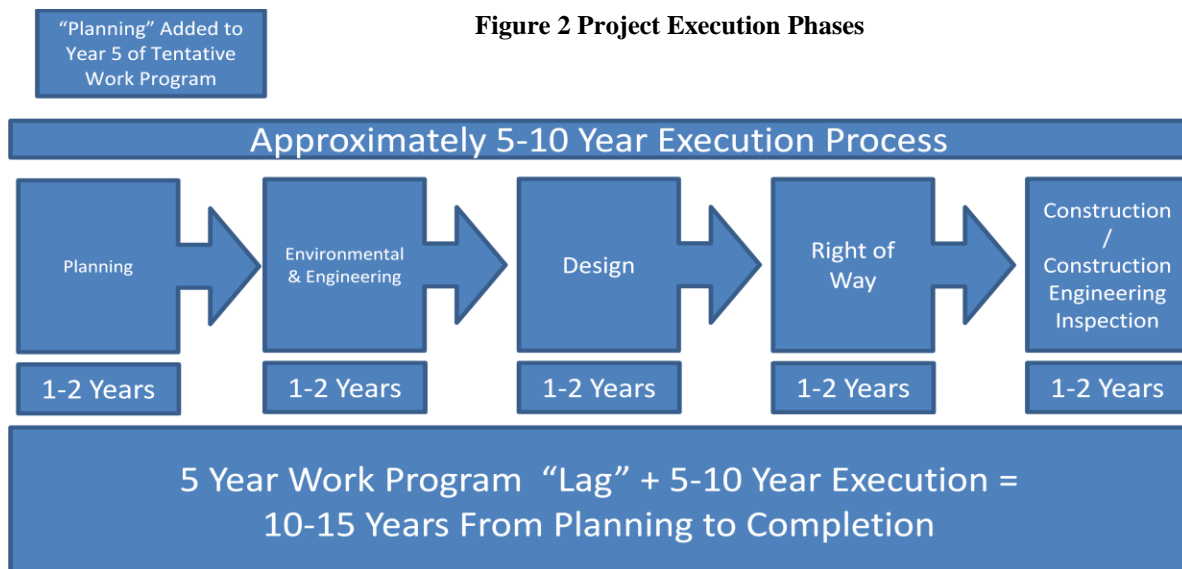 “Planning” Added to
Year 5 of Tentative
Work Program
Figure 2 Project Execution Phases
Approximately 5-10 Year Execution Process
Planning
Environmental
& Engineering
Design
Right of
Way
Construction
/
Construction
Engineering
Inspection
1-2 Years
1-2 Years
1-2 Years
1-2 Years
1-2 Years
5 Year Work Program “Lag” + 5-10 Year Execution =
10-15 Years From Planning to Completion